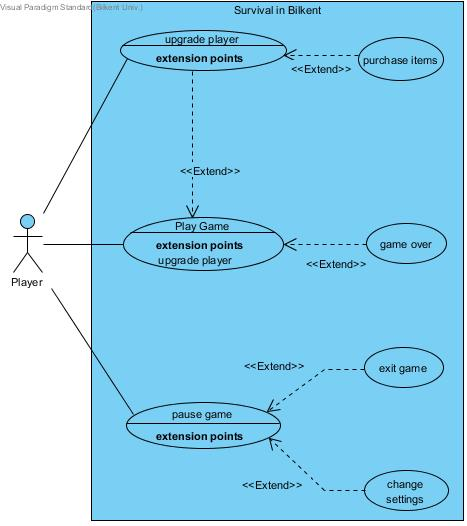 Visual Paradigm Standard(Bilkent Univ.)
Survival in Bilkent
upgrade player
extension points
purchase items
<<Extend>>
<<Extend>>
Play Game
extension points
upgrade player
game over
<<Extend>>
Player
<<Extend>>
exit game
pause game
extension points
<<Extend>>
change
settings